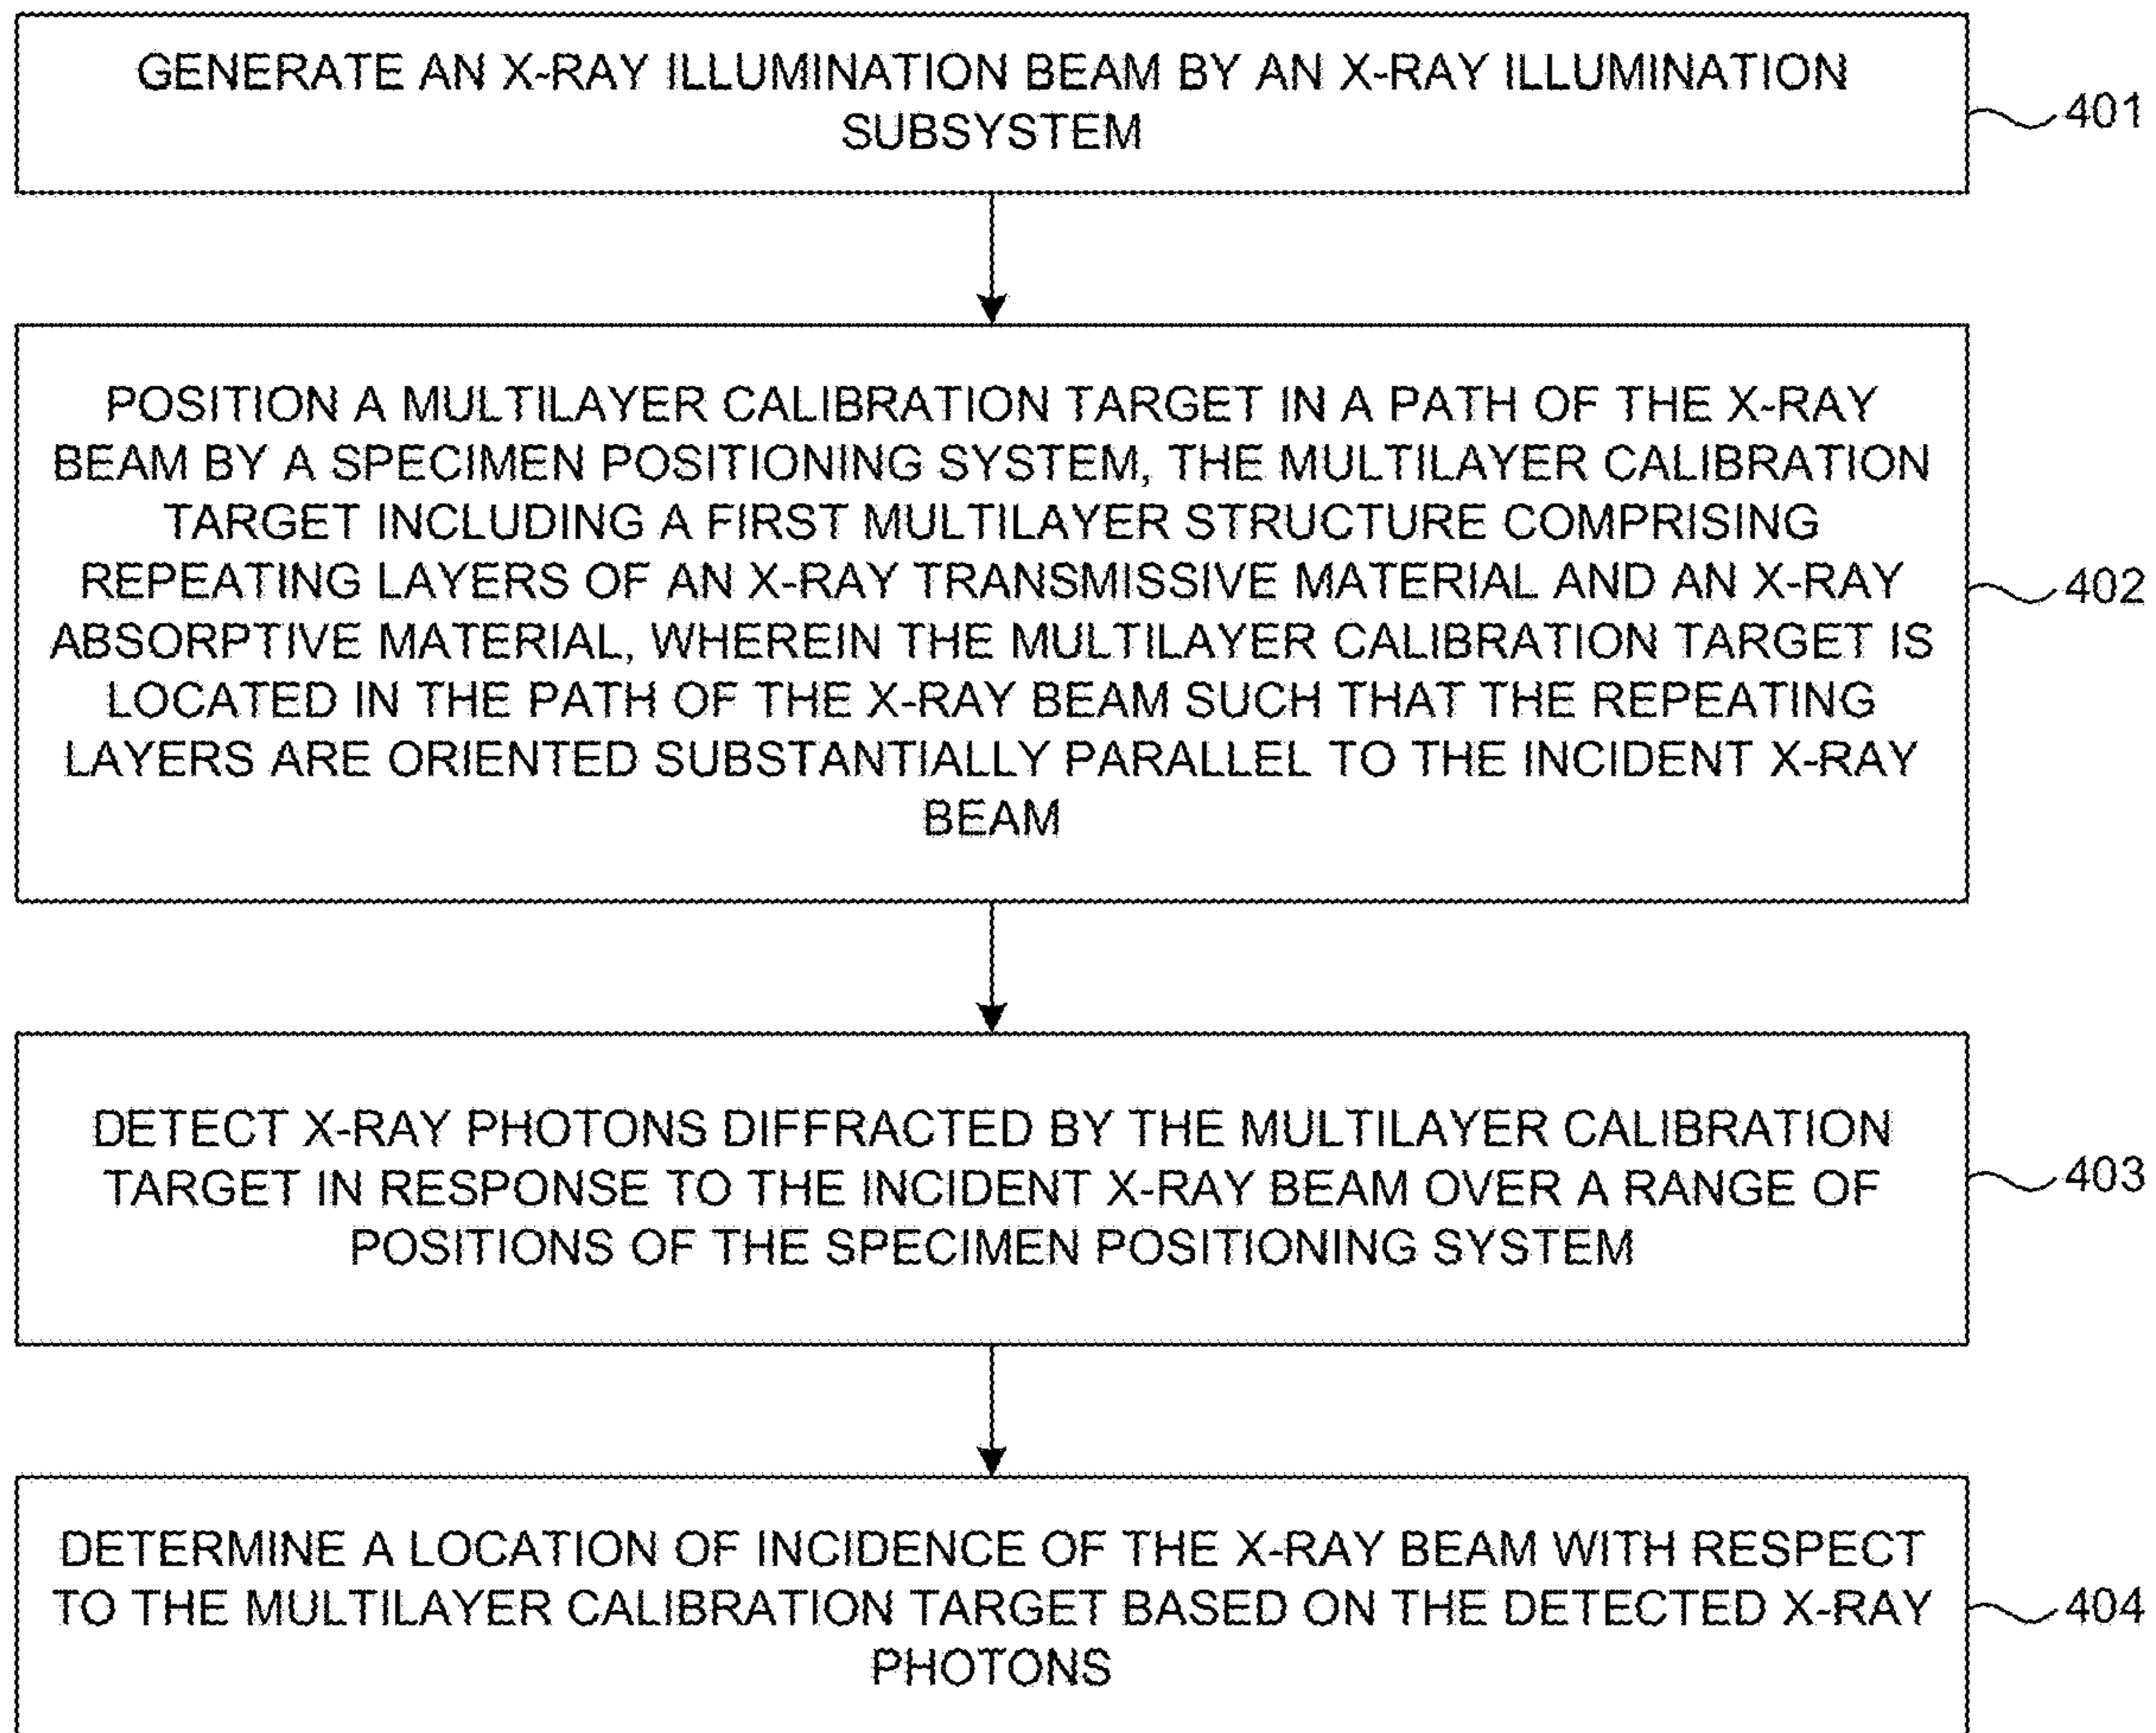 GENERATE AN X-RAY ILLUMINATION BEAM BY AN X-RAY ILLUMINATION
SUBSYSTEM
401
POSITION A MULTILAYER CALIBRATION TARGET IN A PATH OF THE X-RAY
BEAM BY A SPECIMEN POSITIONING SYSTEM, THE MULTILAYER CALIBRATION
TARGET INCLUDING A FIRST MULTILAYER STRUCTURE COMPRISING
REPEATING LAYERS OF AN X-RAY TRANSMISSIVE MATERIAL AND AN X-RAY
ABSORPTIVE MATERIAL, WHEREIN THE MULTILAYER CALIBRATION TARGET IS
LOCATED IN THE PATH OF THE X-RAY BEAM SUCH THAT THE REPEATING
LAYERS ARE ORIENTED SUBSTANTIALLY PARALLEL TO THE INCIDENT X-RAY
BEAM
402
DETECT X-RAY PHOTONS DIFFRACTED BY THE MULTILAYER CALIBRATION
TARGET IN RESPONSE TO THE INCIDENT X-RAY BEAM OVER A RANGE OF
POSITIONS OF THE SPECIMEN POSITIONING SYSTEM
403
DETERMINE A LOCATION OF INCIDENCE OF THE X-RAY BEAM WITH RESPECT
TO THE MULTILAYER CALIBRATION TARGET BASED ON THE DETECTED X-RAY
PHOTONS
404